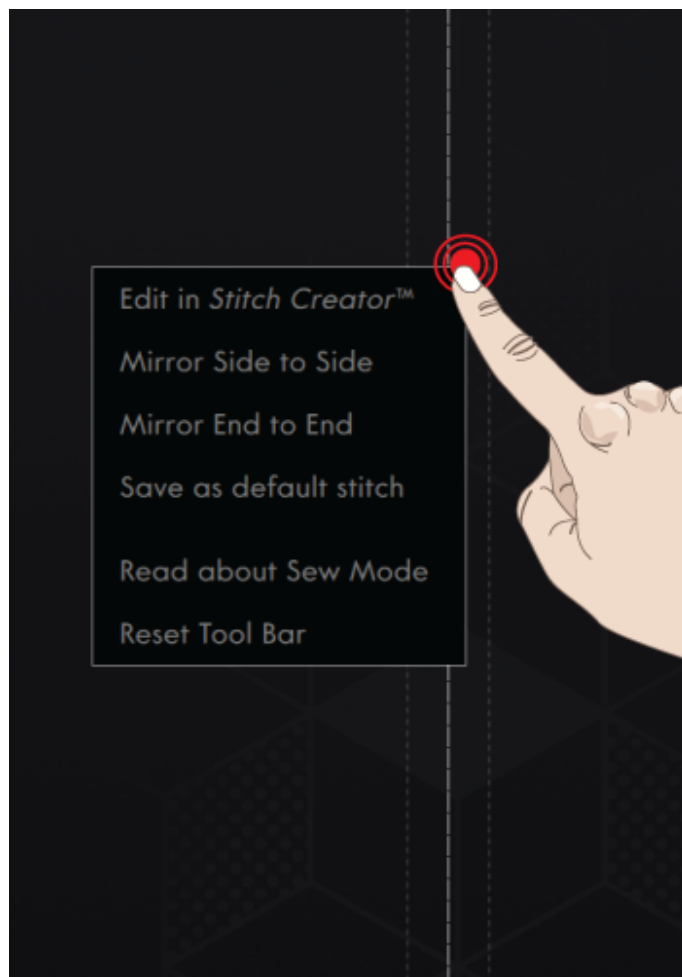 Edit in Stitch Creator™
Mirror Side to Side
Mirror End to End
Save as default stitch
Read about Sew Mode
Reset Tool Bar